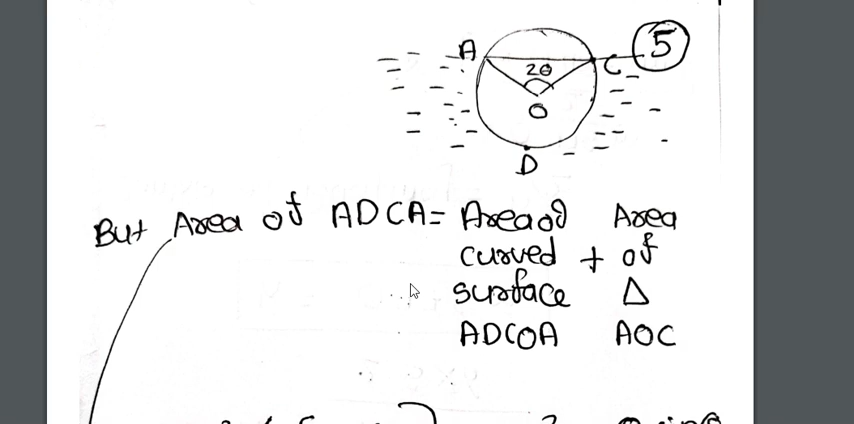 5
A
2θ
C
O
D
But Area of ADCA = Area of Area
curved + of
surface Δ
ADCOA AOC